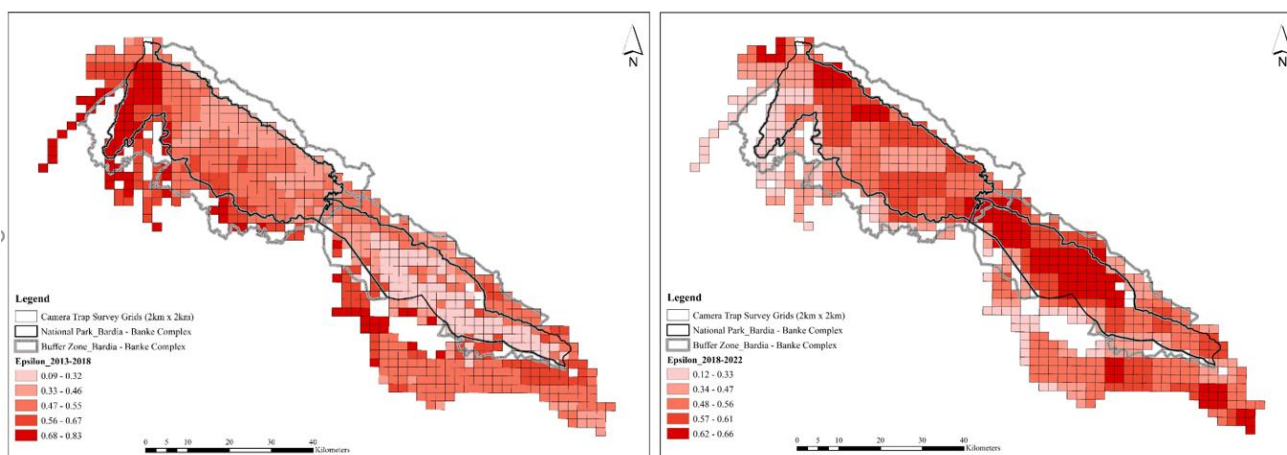 N
Legend
Camera Trap Survey Grids (2km x 2km)
National Park_Bardia - Banke Complex
Buffer Zone_Bardia - Banke Complex
Epsilon_2013-2018
0.09 - 0.32
0.33 - 0.46
0.47 - 0.55
0.56 - 0.67
0.68 - 0.83
0 5 10 20 30 40
Kilometers
N
Legend
Camera Trap Survey Grids (2km x 2km)
National Park_Bardia - Banke Complex
Buffer Zone_Bardia - Banke Complex
Epsilon_2018-2022
0.12 - 0.33
0.34 - 0.47
0.48 - 0.56
0.57 - 0.61
0.62 - 0.66
0 5 10 20 30 40
Kilometers